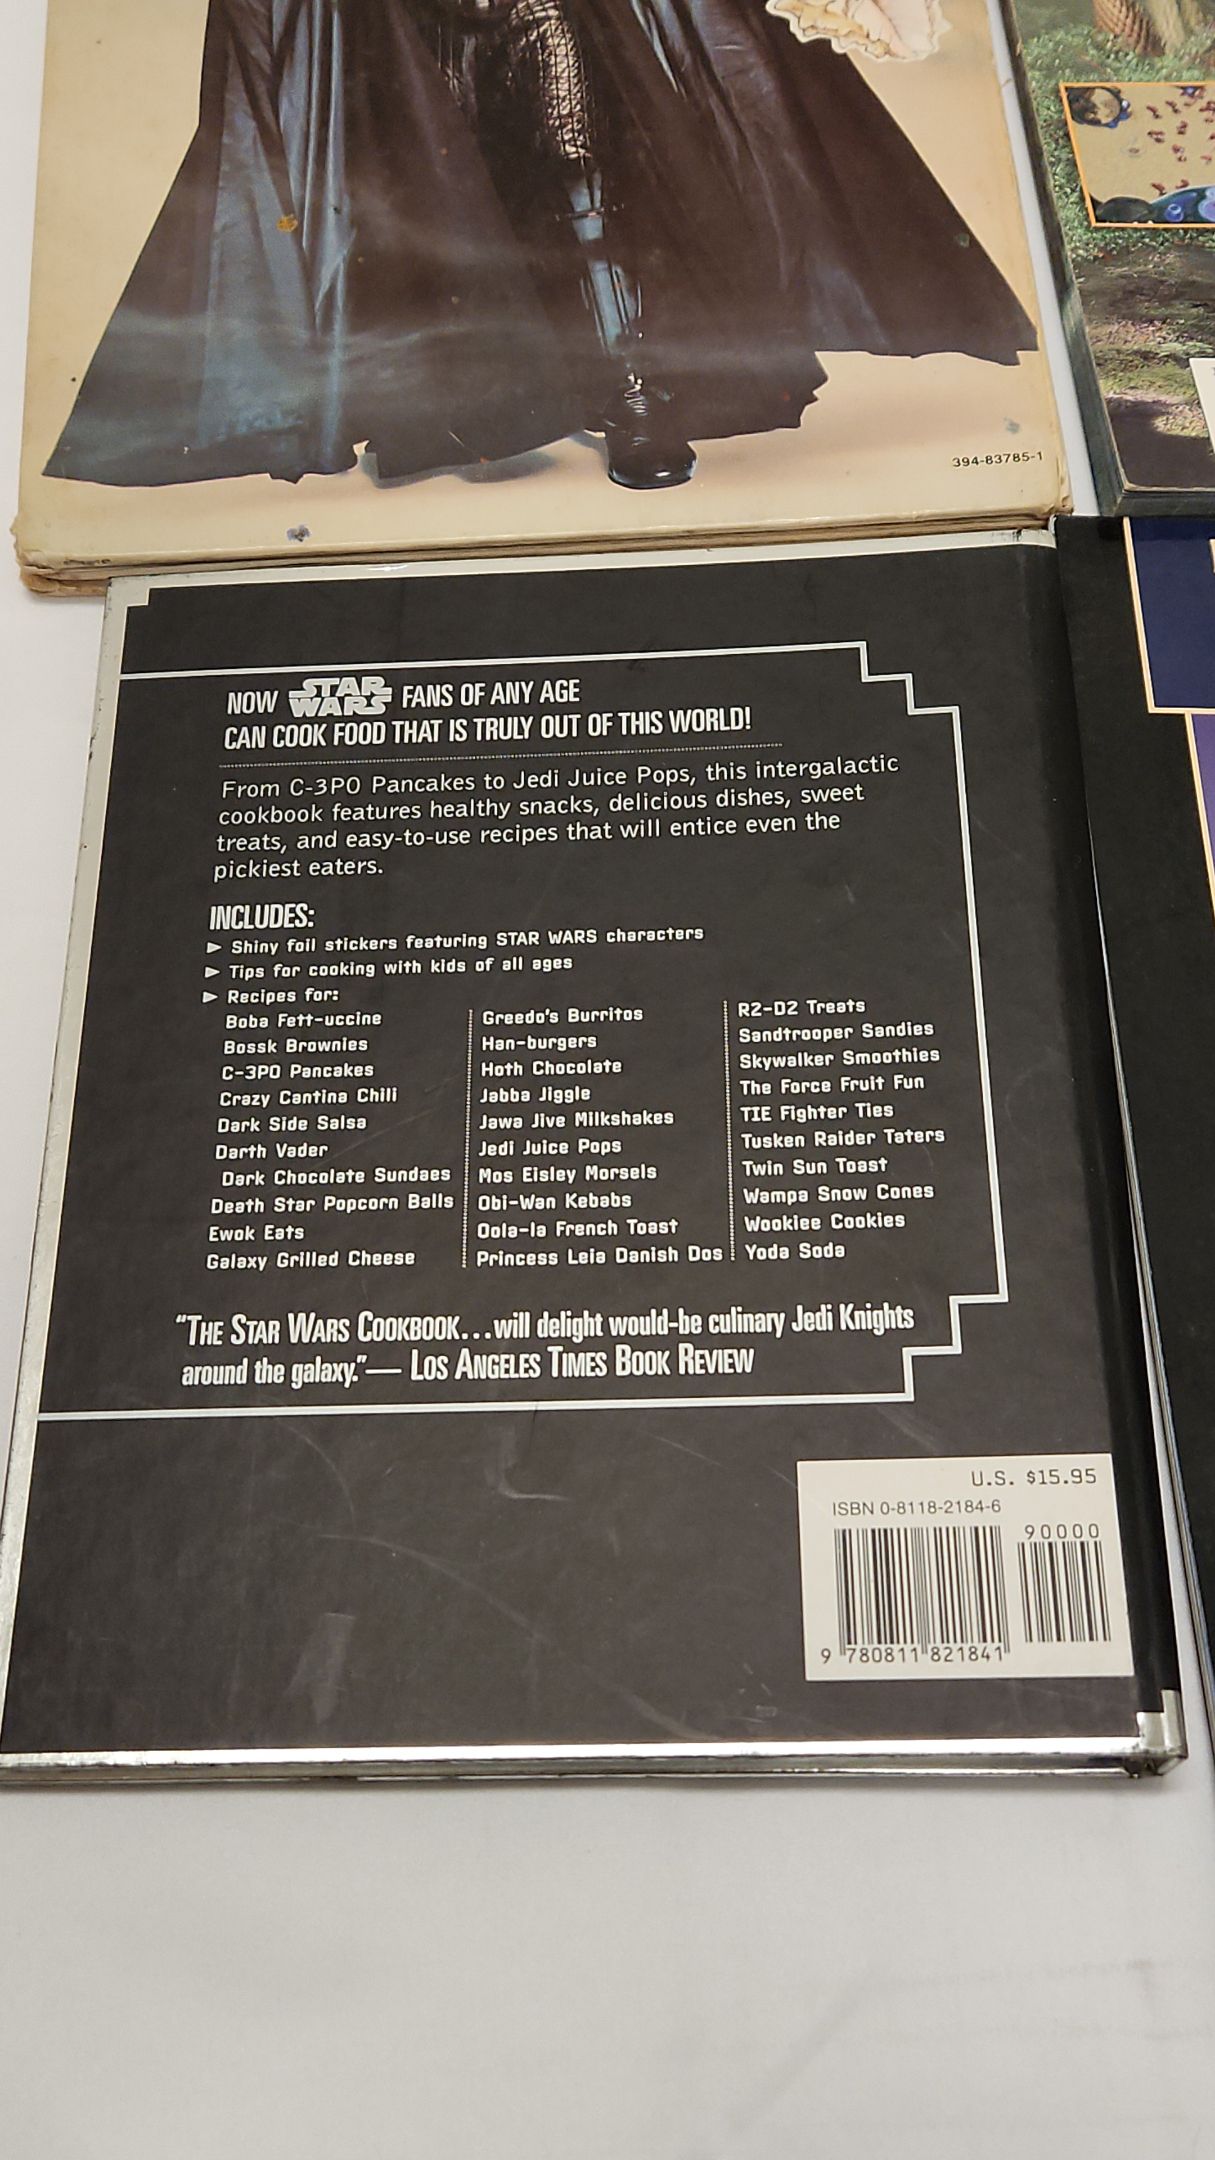 394-83785-1
NOW STAR WARS FANS OF ANY AGE
CAN COOK FOOD THAT IS TRULY OUT OF THIS WORLD!
From C-3PO Pancakes to Jedi Juice Pops, this intergalactic
cookbook features healthy snacks, delicious dishes, sweet
treats, and easy-to-use recipes that will entice even the
pickiest eaters.
INCLUDES:
► Shiny foil stickers featuring STAR WARS characters
► Tips for cooking with kids of all ages
► Recipes for:
Boba Fett-uccine
Bossk Brownies
C-3PO Pancakes
Crazy Cantina Chili
Dark Side Salsa
Darth Vader
Dark Chocolate Sundaes
Death Star Popcorn Balls
Ewok Eats
Galaxy Grilled Cheese
Greedo's Burritos
Han-burgers
Hoth Chocolate
Jabba Jiggle
Jawa Jive Milkshakes
Jedi Juice Pops
Mos Eisley Morsels
Obi-Wan Kebabs
Oola-la French Toast
Princess Leia Danish Dos
R2-D2 Treats
Sandtrooper Sandies
Skywalker Smoothies
The Force Fruit Fun
TIE Fighter Ties
Tusken Raider Taters
Twin Sun Toast
Wampa Snow Cones
Wookiee Cookies
Yoda Soda
"THE STAR WARS COOKBOOK...will delight would-be culinary Jedi Knights
around the galaxy."— LOS ANGELES TIMES BOOK REVIEW
U.S. $15.95
ISBN 0-8118-2184-6
90000
9 780811 821841